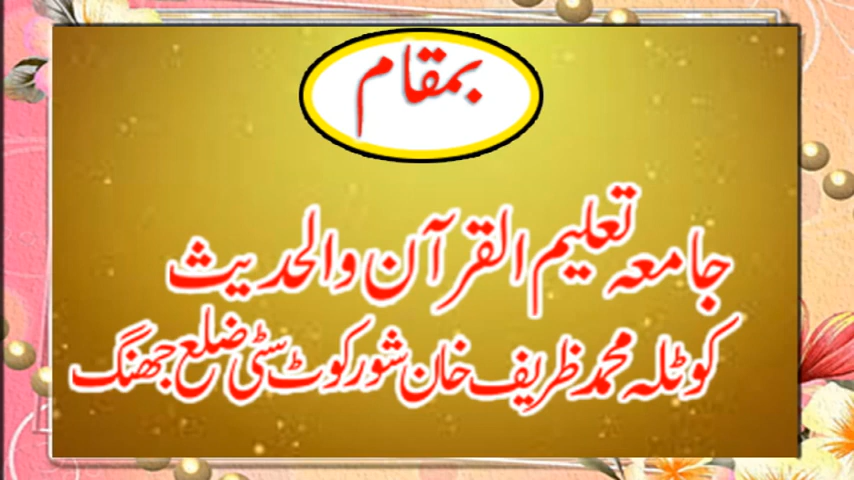 بمقام
جامعہ تعلیم القرآن والحدیث
کوٹلہ محمد ظریف خان شورکوٹ سٹی ضلع جھنگ